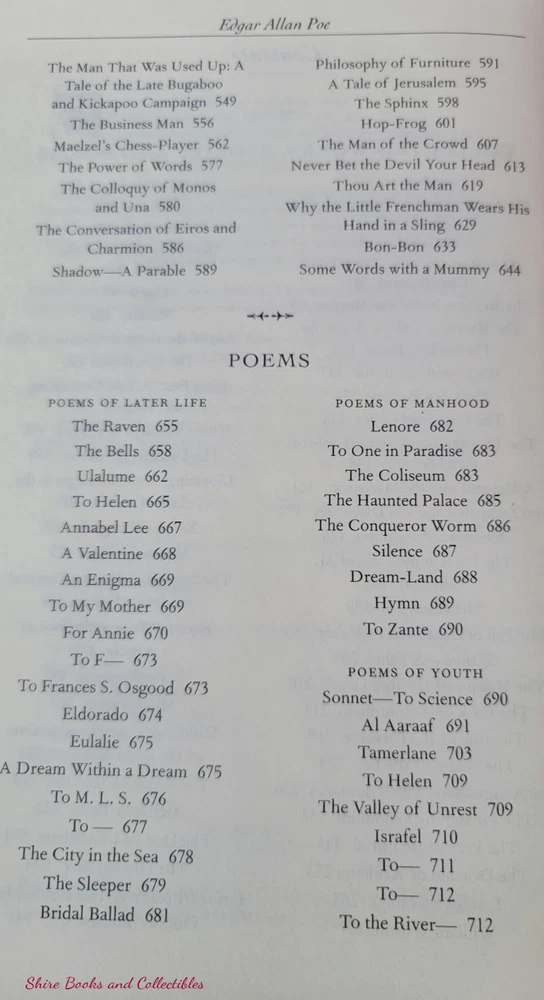 Edgar Allan Poe
The Man That Was Used Up: A
Tale of the Late Bugaboo
and Kickapoo Campaign 549
The Business Man 556
Maelzel's Chess-Player 562
The Power of Words 577
The Colloquy of Monos
and Una 580
The Conversation of Eiros and
Charmion 586
Shadow—A Parable 589
Philosophy of Furniture 591
A Tale of Jerusalem 595
The Sphinx 598
Hop-Frog 601
The Man of the Crowd 607
Never Bet the Devil Your Head 613
Thou Art the Man 619
Why the Little Frenchman Wears His
Hand in a Sling 629
Bon-Bon 633
Some Words with a Mummy 644
POEMS
POEMS OF LATER LIFE
The Raven 655
The Bells 658
Ulalume 662
To Helen 665
Annabel Lee 667
A Valentine 668
An Enigma 669
To My Mother 669
For Annie 670
To F— 673
To Frances S. Osgood 673
Eldorado 674
Eulalie 675
A Dream Within a Dream 675
To M. L. S. 676
To — 677
The City in the Sea 678
The Sleeper 679
Bridal Ballad 681
POEMS OF MANHOOD
Lenore 682
To One in Paradise 683
The Coliseum 683
The Haunted Palace 685
The Conqueror Worm 686
Silence 687
Dream-Land 688
Hymn 689
To Zante 690
POEMS OF YOUTH
Sonnet—To Science 690
Al Aaraaf 691
Tamerlane 703
To Helen 709
The Valley of Unrest 709
Israfel 710
To— 711
To— 712
To the River— 712
Shire Books and Collectibles